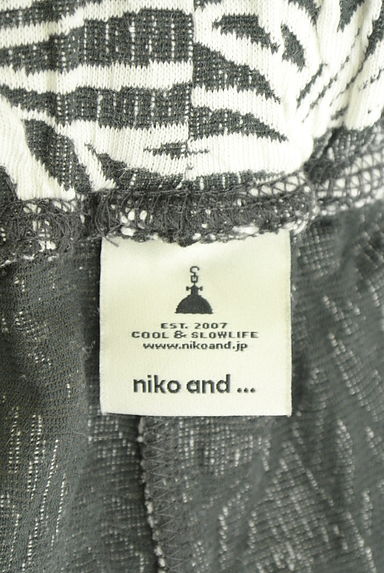 EST. 2007
COOL & SLOWLIFE
www.nikoand.jp
niko and ...